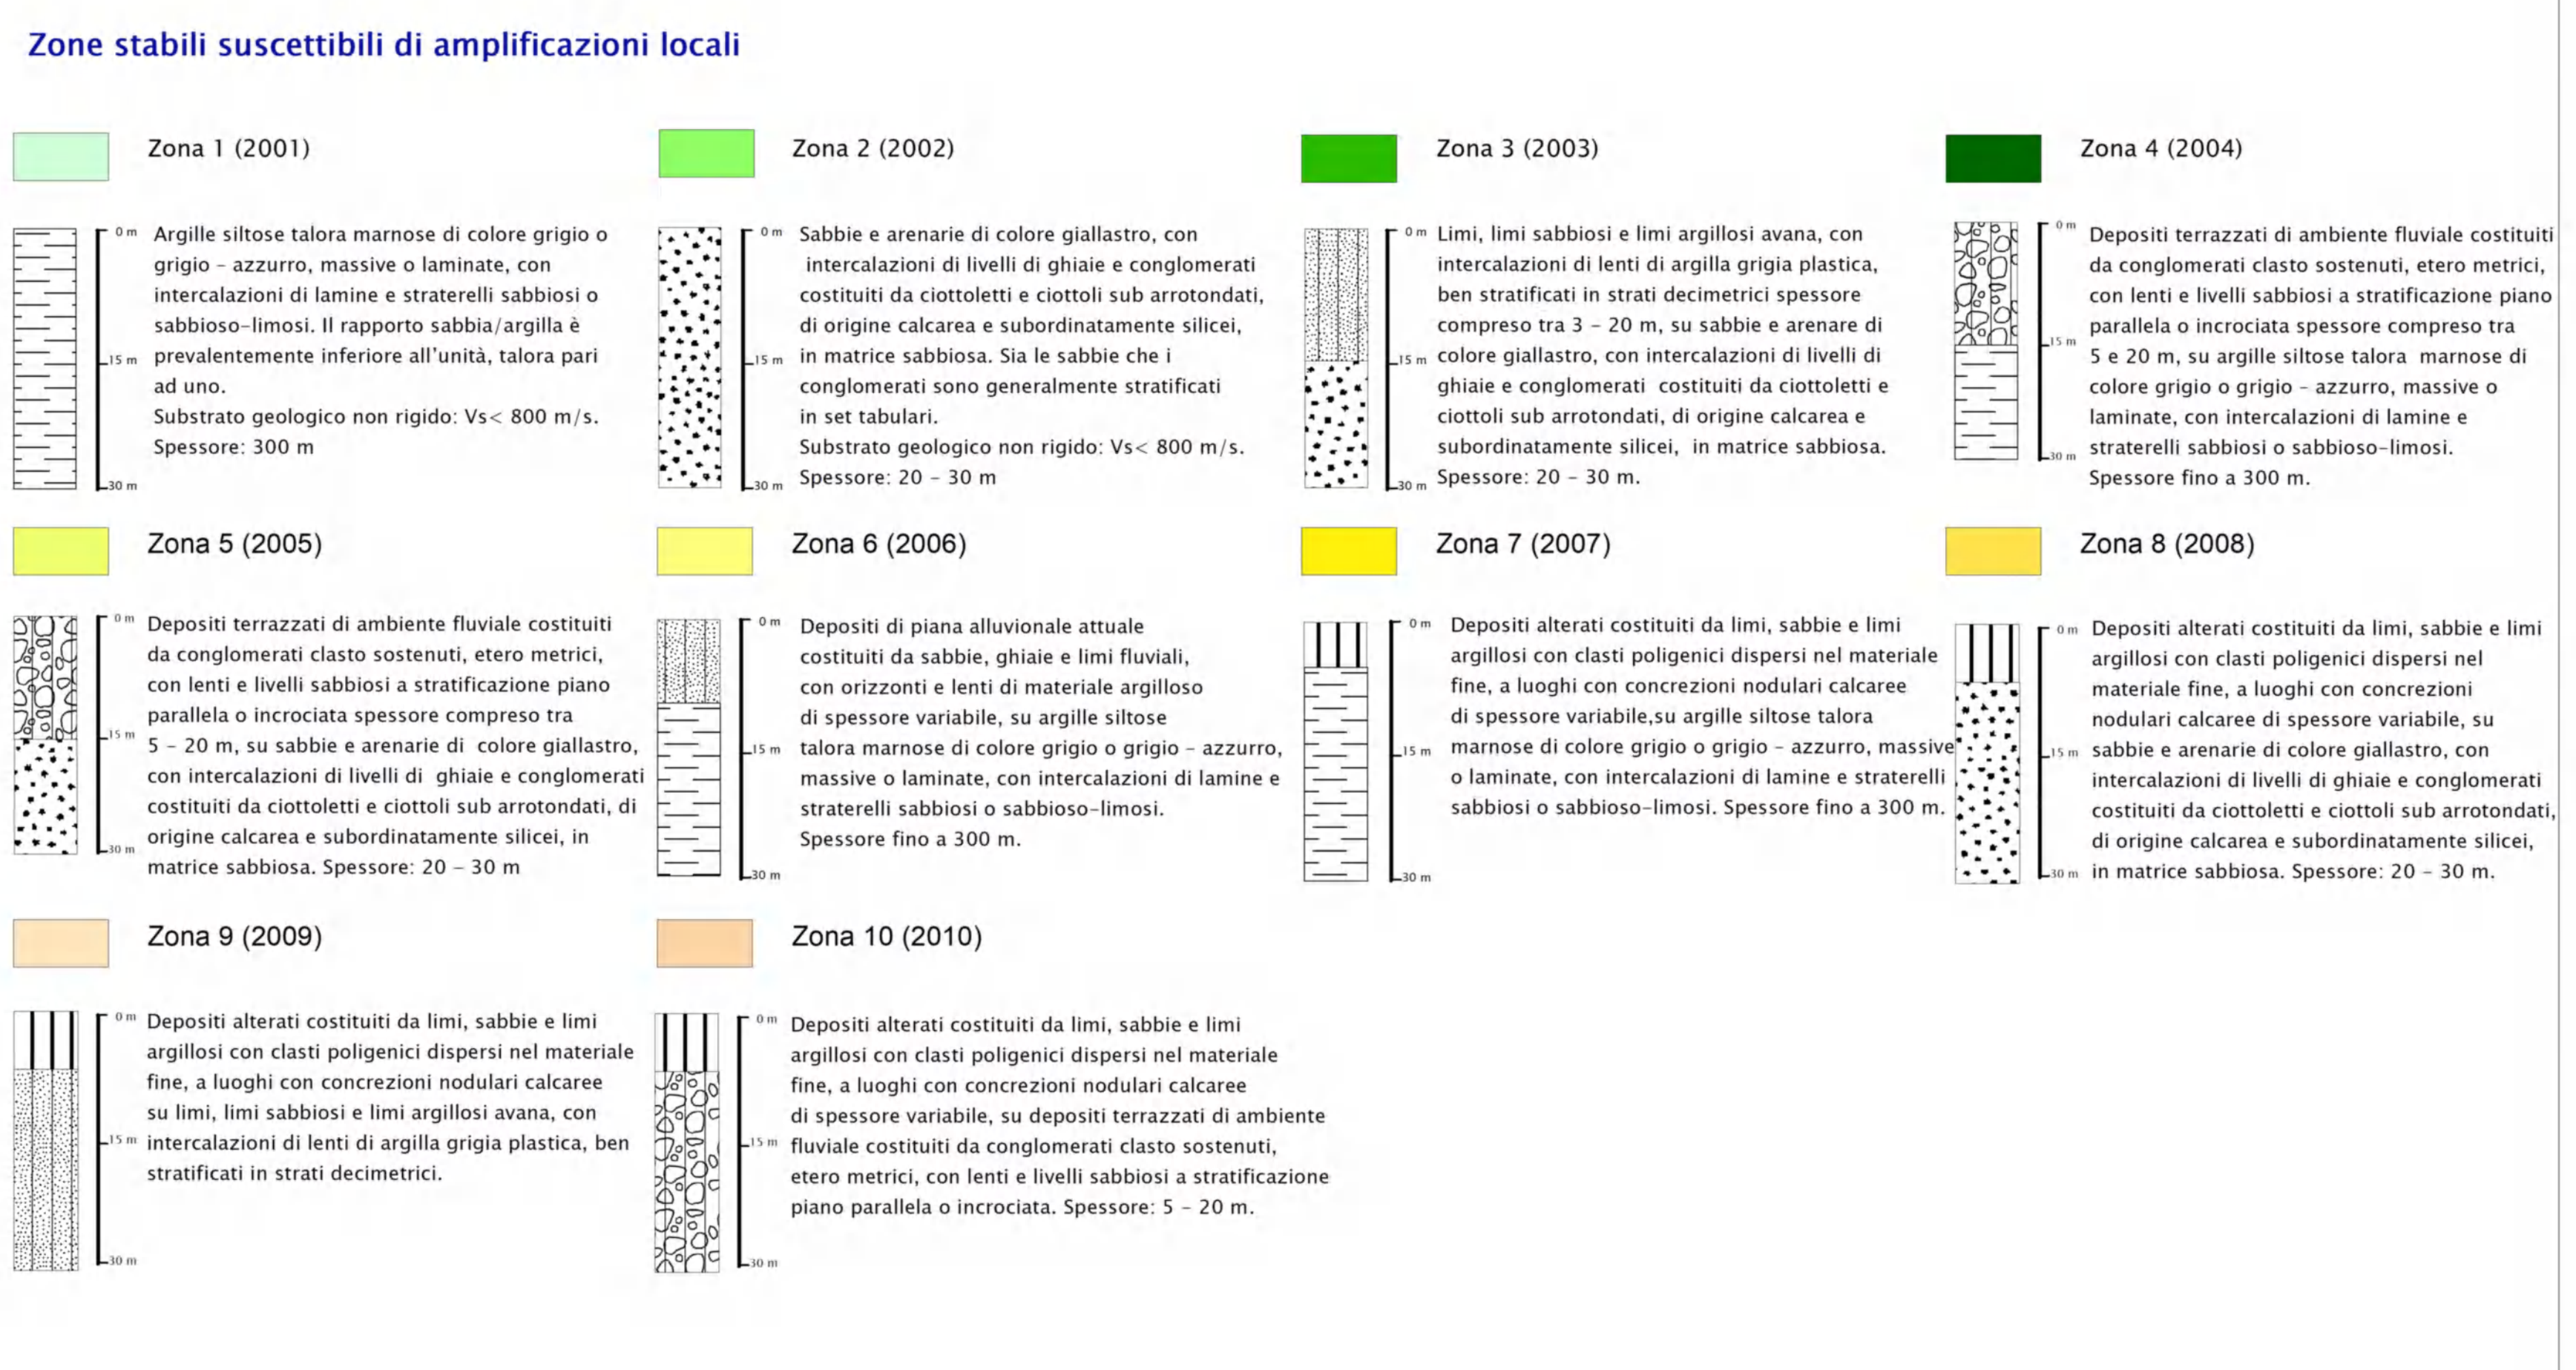 Zone stabili suscettibili di amplificazioni locali
Zona 1 (2001)
0 m
15 m
30 m
Argille siltose talora marnose di colore grigio o
grigio – azzurro, massive o laminate, con
intercalazioni di lamine e straterelli sabbiosi o
sabbioso-limosi. Il rapporto sabbia/argilla è
prevalentemente inferiore all'unità, talora pari
ad uno.
Substrato geologico non rigido: Vs< 800 m/s.
Spessore: 300 m
Zona 2 (2002)
0 m
15 m
30 m
Sabbie e arenarie di colore giallastro, con
intercalazioni di livelli di ghiaie e conglomerati
costituiti da ciottoletti e ciottoli sub arrotondati,
di origine calcarea e subordinatamente silicei,
in matrice sabbiosa. Sia le sabbie che i
conglomerati sono generalmente stratificati
in set tabulari.
Substrato geologico non rigido: Vs< 800 m/s.
Spessore: 20 – 30 m
Zona 3 (2003)
0 m
15 m
30 m
Limi, limi sabbiosi e limi argillosi avana, con
intercalazioni di lenti di argilla grigia plastica,
ben stratificati in strati decimetrici spessore
compreso tra 3 – 20 m, su sabbie e arenare di
colore giallastro, con intercalazioni di livelli di
ghiaie e conglomerati costituiti da ciottoletti e
ciottoli sub arrotondati, di origine calcarea e
subordinatamente silicei, in matrice sabbiosa.
Spessore: 20 – 30 m.
Zona 4 (2004)
0 m
15 m
30 m
Depositi terrazzati di ambiente fluviale costituiti
da conglomerati clasto sostenuti, etero metrici,
con lenti e livelli sabbiosi a stratificazione piano
parallela o incrociata spessore compreso tra
5 e 20 m, su argille siltose talora marnose di
colore grigio o grigio – azzurro, massive o
laminate, con intercalazioni di lamine e
straterelli sabbiosi o sabbioso-limosi.
Spessore fino a 300 m.
Zona 5 (2005)
0 m
15 m
30 m
Depositi terrazzati di ambiente fluviale costituiti
da conglomerati clasto sostenuti, etero metrici,
con lenti e livelli sabbiosi a stratificazione piano
parallela o incrociata spessore compreso tra
5 – 20 m, su sabbie e arenarie di colore giallastro,
con intercalazioni di livelli di ghiaie e conglomerati
costituiti da ciottoletti e ciottoli sub arrotondati, di
origine calcarea e subordinatamente silicei, in
matrice sabbiosa. Spessore: 20 – 30 m
Zona 6 (2006)
0 m
15 m
30 m
Depositi di piana alluvionale attuale
costituiti da sabbie, ghiaie e limi fluviali,
con orizzonti e lenti di materiale argilloso
di spessore variabile, su argille siltose
talora marnose di colore grigio o grigio – azzurro,
massive o laminate, con intercalazioni di lamine e
straterelli sabbiosi o sabbioso-limosi.
Spessore fino a 300 m.
Zona 7 (2007)
0 m
15 m
30 m
Depositi alterati costituiti da limi, sabbie e limi
argillosi con clasti poligenici dispersi nel materiale
fine, a luoghi con concrezioni nodulari calcaree
di spessore variabile,su argille siltose talora
marnose di colore grigio o grigio – azzurro, massive
o laminate, con intercalazioni di lamine e straterelli
sabbiosi o sabbioso-limosi. Spessore fino a 300 m.
Zona 8 (2008)
0 m
15 m
30 m
Depositi alterati costituiti da limi, sabbie e limi
argillosi con clasti poligenici dispersi nel
materiale fine, a luoghi con concrezioni
nodulari calcaree di spessore variabile, su
sabbie e arenarie di colore giallastro, con
intercalazioni di livelli di ghiaie e conglomerati
costituiti da ciottoletti e ciottoli sub arrotondati,
di origine calcarea e subordinatamente silicei,
in matrice sabbiosa. Spessore: 20 – 30 m.
Zona 9 (2009)
0 m
15 m
30 m
Depositi alterati costituiti da limi, sabbie e limi
argillosi con clasti poligenici dispersi nel materiale
fine, a luoghi con concrezioni nodulari calcaree
su limi, limi sabbiosi e limi argillosi avana, con
intercalazioni di lenti di argilla grigia plastica, ben
stratificati in strati decimetrici.
Zona 10 (2010)
0 m
15 m
30 m
Depositi alterati costituiti da limi, sabbie e limi
argillosi con clasti poligenici dispersi nel materiale
fine, a luoghi con concrezioni nodulari calcaree
di spessore variabile, su depositi terrazzati di ambiente
fluviale costituiti da conglomerati clasto sostenuti,
etero metrici, con lenti e livelli sabbiosi a stratificazione
piano parallela o incrociata. Spessore: 5 – 20 m.